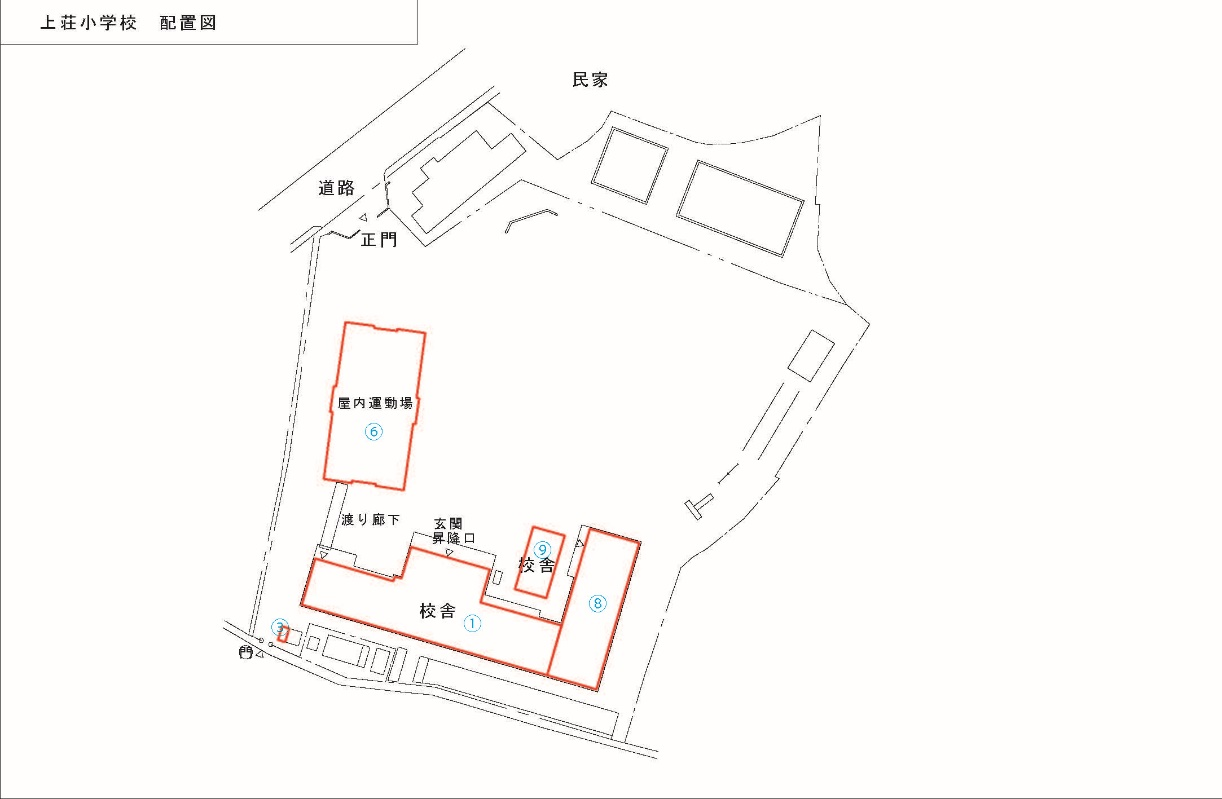 上荘小学校 配置図
民家
道路
正門
屋内運動場
⑥
渡り廊下
玄関
昇降口
⑨
校舎
⑧
校舎
①
③
門